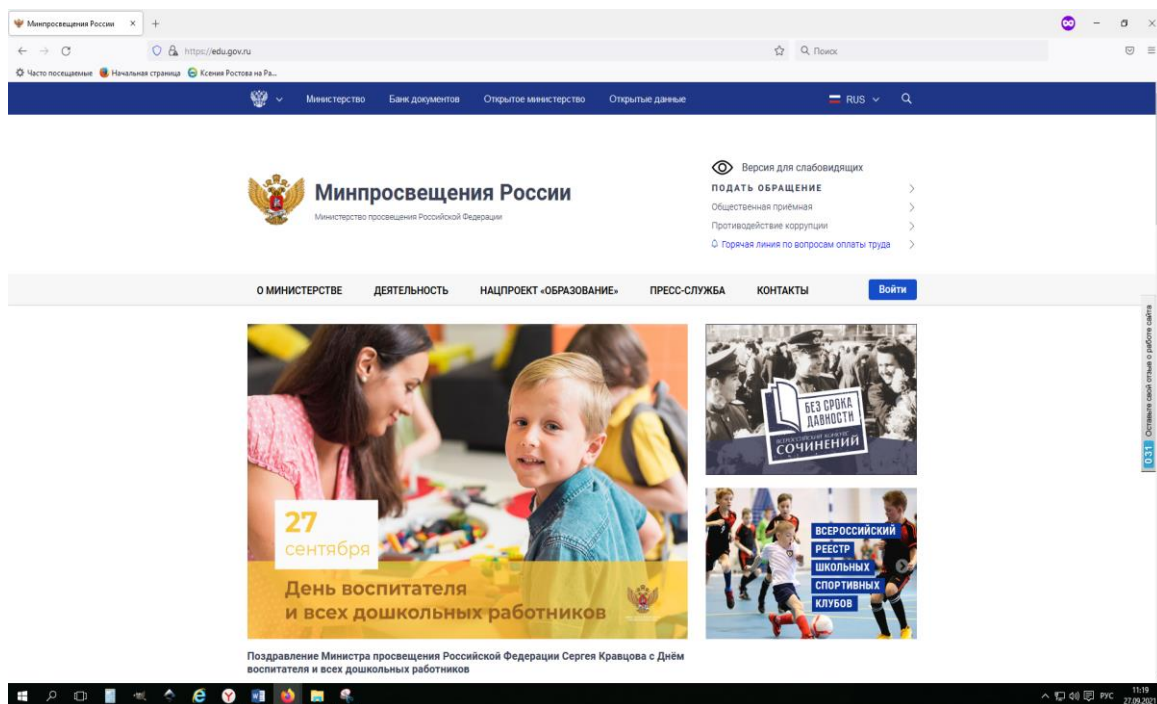 Минпросвещения России
https://edu.gov.ru
Поиск
Часто посещаемые Начальная страница Ксения Ростова на Ра...
Министерство Банк документов Открытое министерство Открытые данные RUS
Версия для слабовидящих
ПОДАТЬ ОБРАЩЕНИЕ
Общественная приёмная
Противодействие коррупции
Горячая линия по вопросам оплаты труда
Минпросвещения России
Министерство просвещения Российской Федерации
О МИНИСТЕРСТВЕ ДЕЯТЕЛЬНОСТЬ НАЦПРОЕКТ «ОБРАЗОВАНИЕ» ПРЕСС-СЛУЖБА КОНТАКТЫ Войти
27
сентября
День воспитателя
и всех дошкольных работников
БЕЗ СРОКА
ДАВНОСТИ
ВСЕРОССИЙСКИЙ КОНКУРС
СОЧИНЕНИЙ
ВСЕРОССИЙСКИЙ
РЕЕСТР
ШКОЛЬНЫХ
СПОРТИВНЫХ
КЛУБОВ
Поздравление Министра просвещения Российской Федерации Сергея Кравцова с Днём
воспитателя и всех дошкольных работников
031 Оставьте свой отзыв о работе сайта
РУС
11:19
27.09.2021